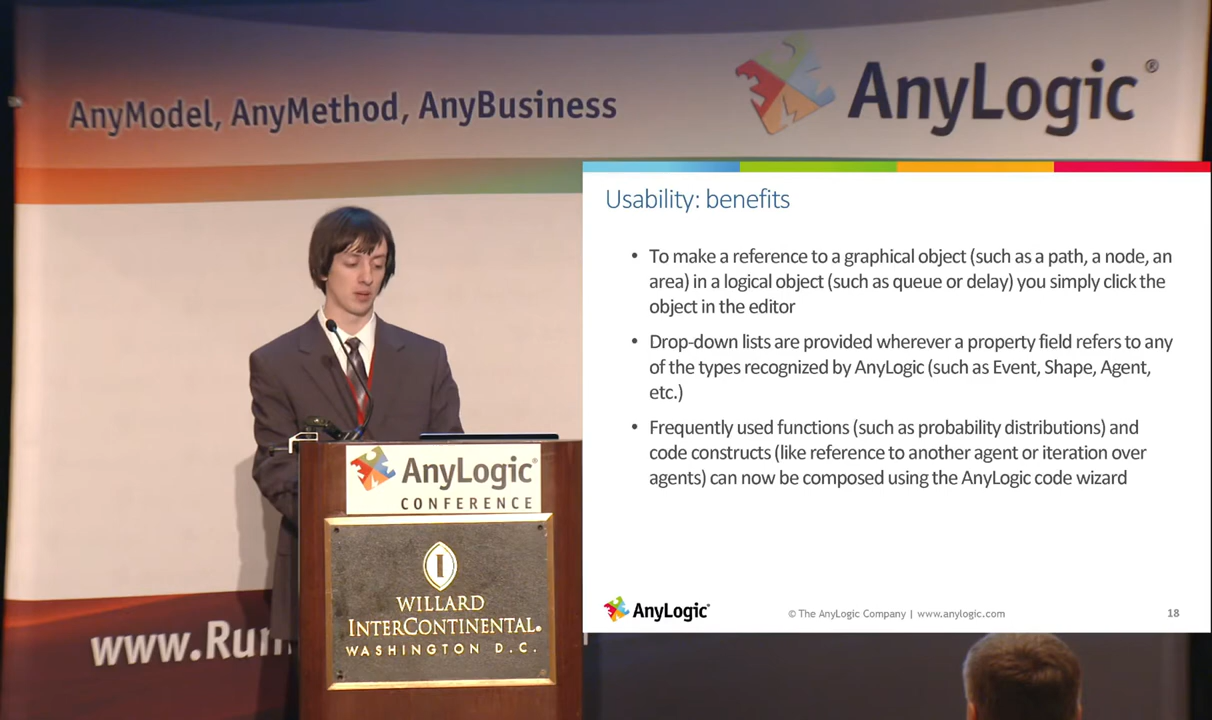 AnyModel, AnyMethod, AnyBusiness
AnyLogic®
Usability: benefits
• To make a reference to a graphical object (such as a path, a node, an
area) in a logical object (such as queue or delay) you simply click the
object in the editor
• Drop-down lists are provided wherever a property field refers to any
of the types recognized by AnyLogic (such as Event, Shape, Agent,
etc.)
• Frequently used functions (such as probability distributions) and
code constructs (like reference to another agent or iteration over
agents) can now be composed using the AnyLogic code wizard
AnyLogic®
© The AnyLogic Company | www.anylogic.com
18
AnyLogic®
CONFERENCE
I
WILLARD
INTERCONTINENTAL®
WASHINGTON D.C.
www.Run